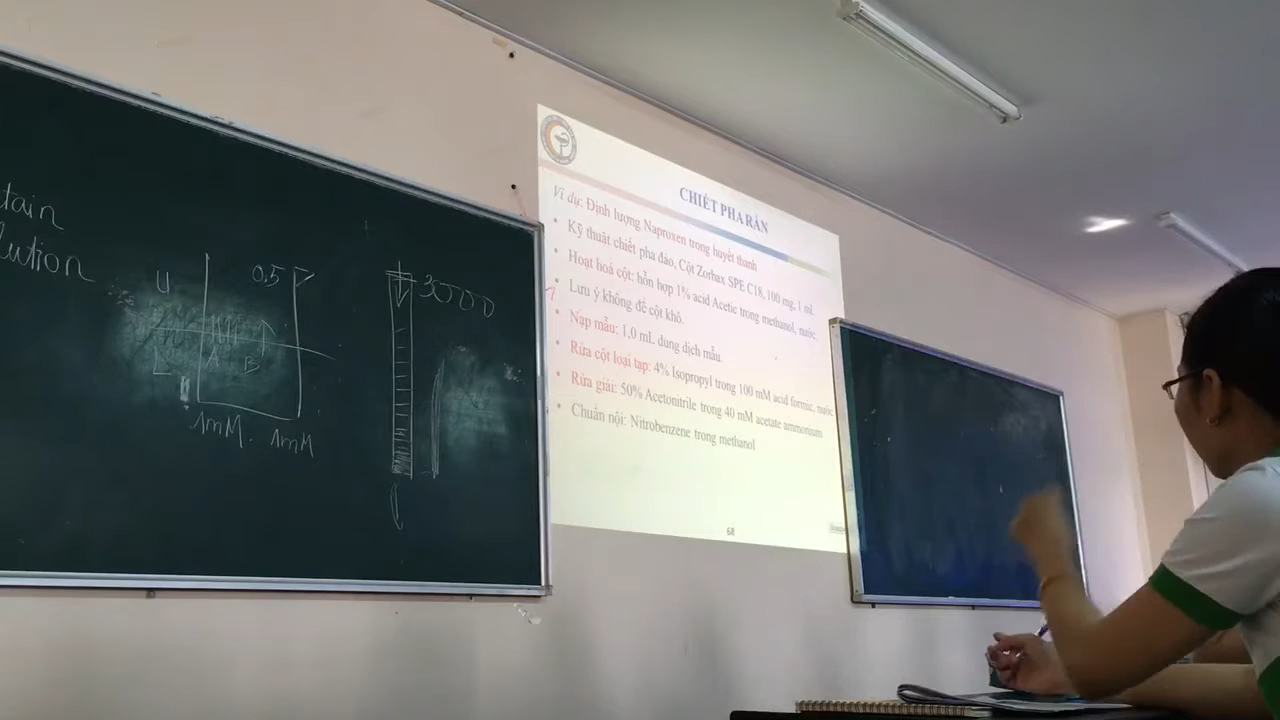 tain
lution
U
0,5
L
A
B
1mM. 1mM
30000
CHIẾT PHA RẮN
Ví dụ: Định lượng Naproxen trong huyết thanh
• Kỹ thuật chiết pha đảo, Cột Zorbax SPE C18, 100 mg, 1 ml.
• Hoạt hoá cột: hỗn hợp 1% acid Acetic trong methanol, nước.
• Lưu ý không để cột khô.
• Nạp mẫu: 1,0 mL dung dịch mẫu.
• Rửa cột loại tạp: 4% Isopropyl trong 100 mM acid formic, nước
• Rửa giải: 50% Acetonitrile trong 40 mM acetate ammonium
• Chuẩn nội: Nitrobenzene trong methanol
68